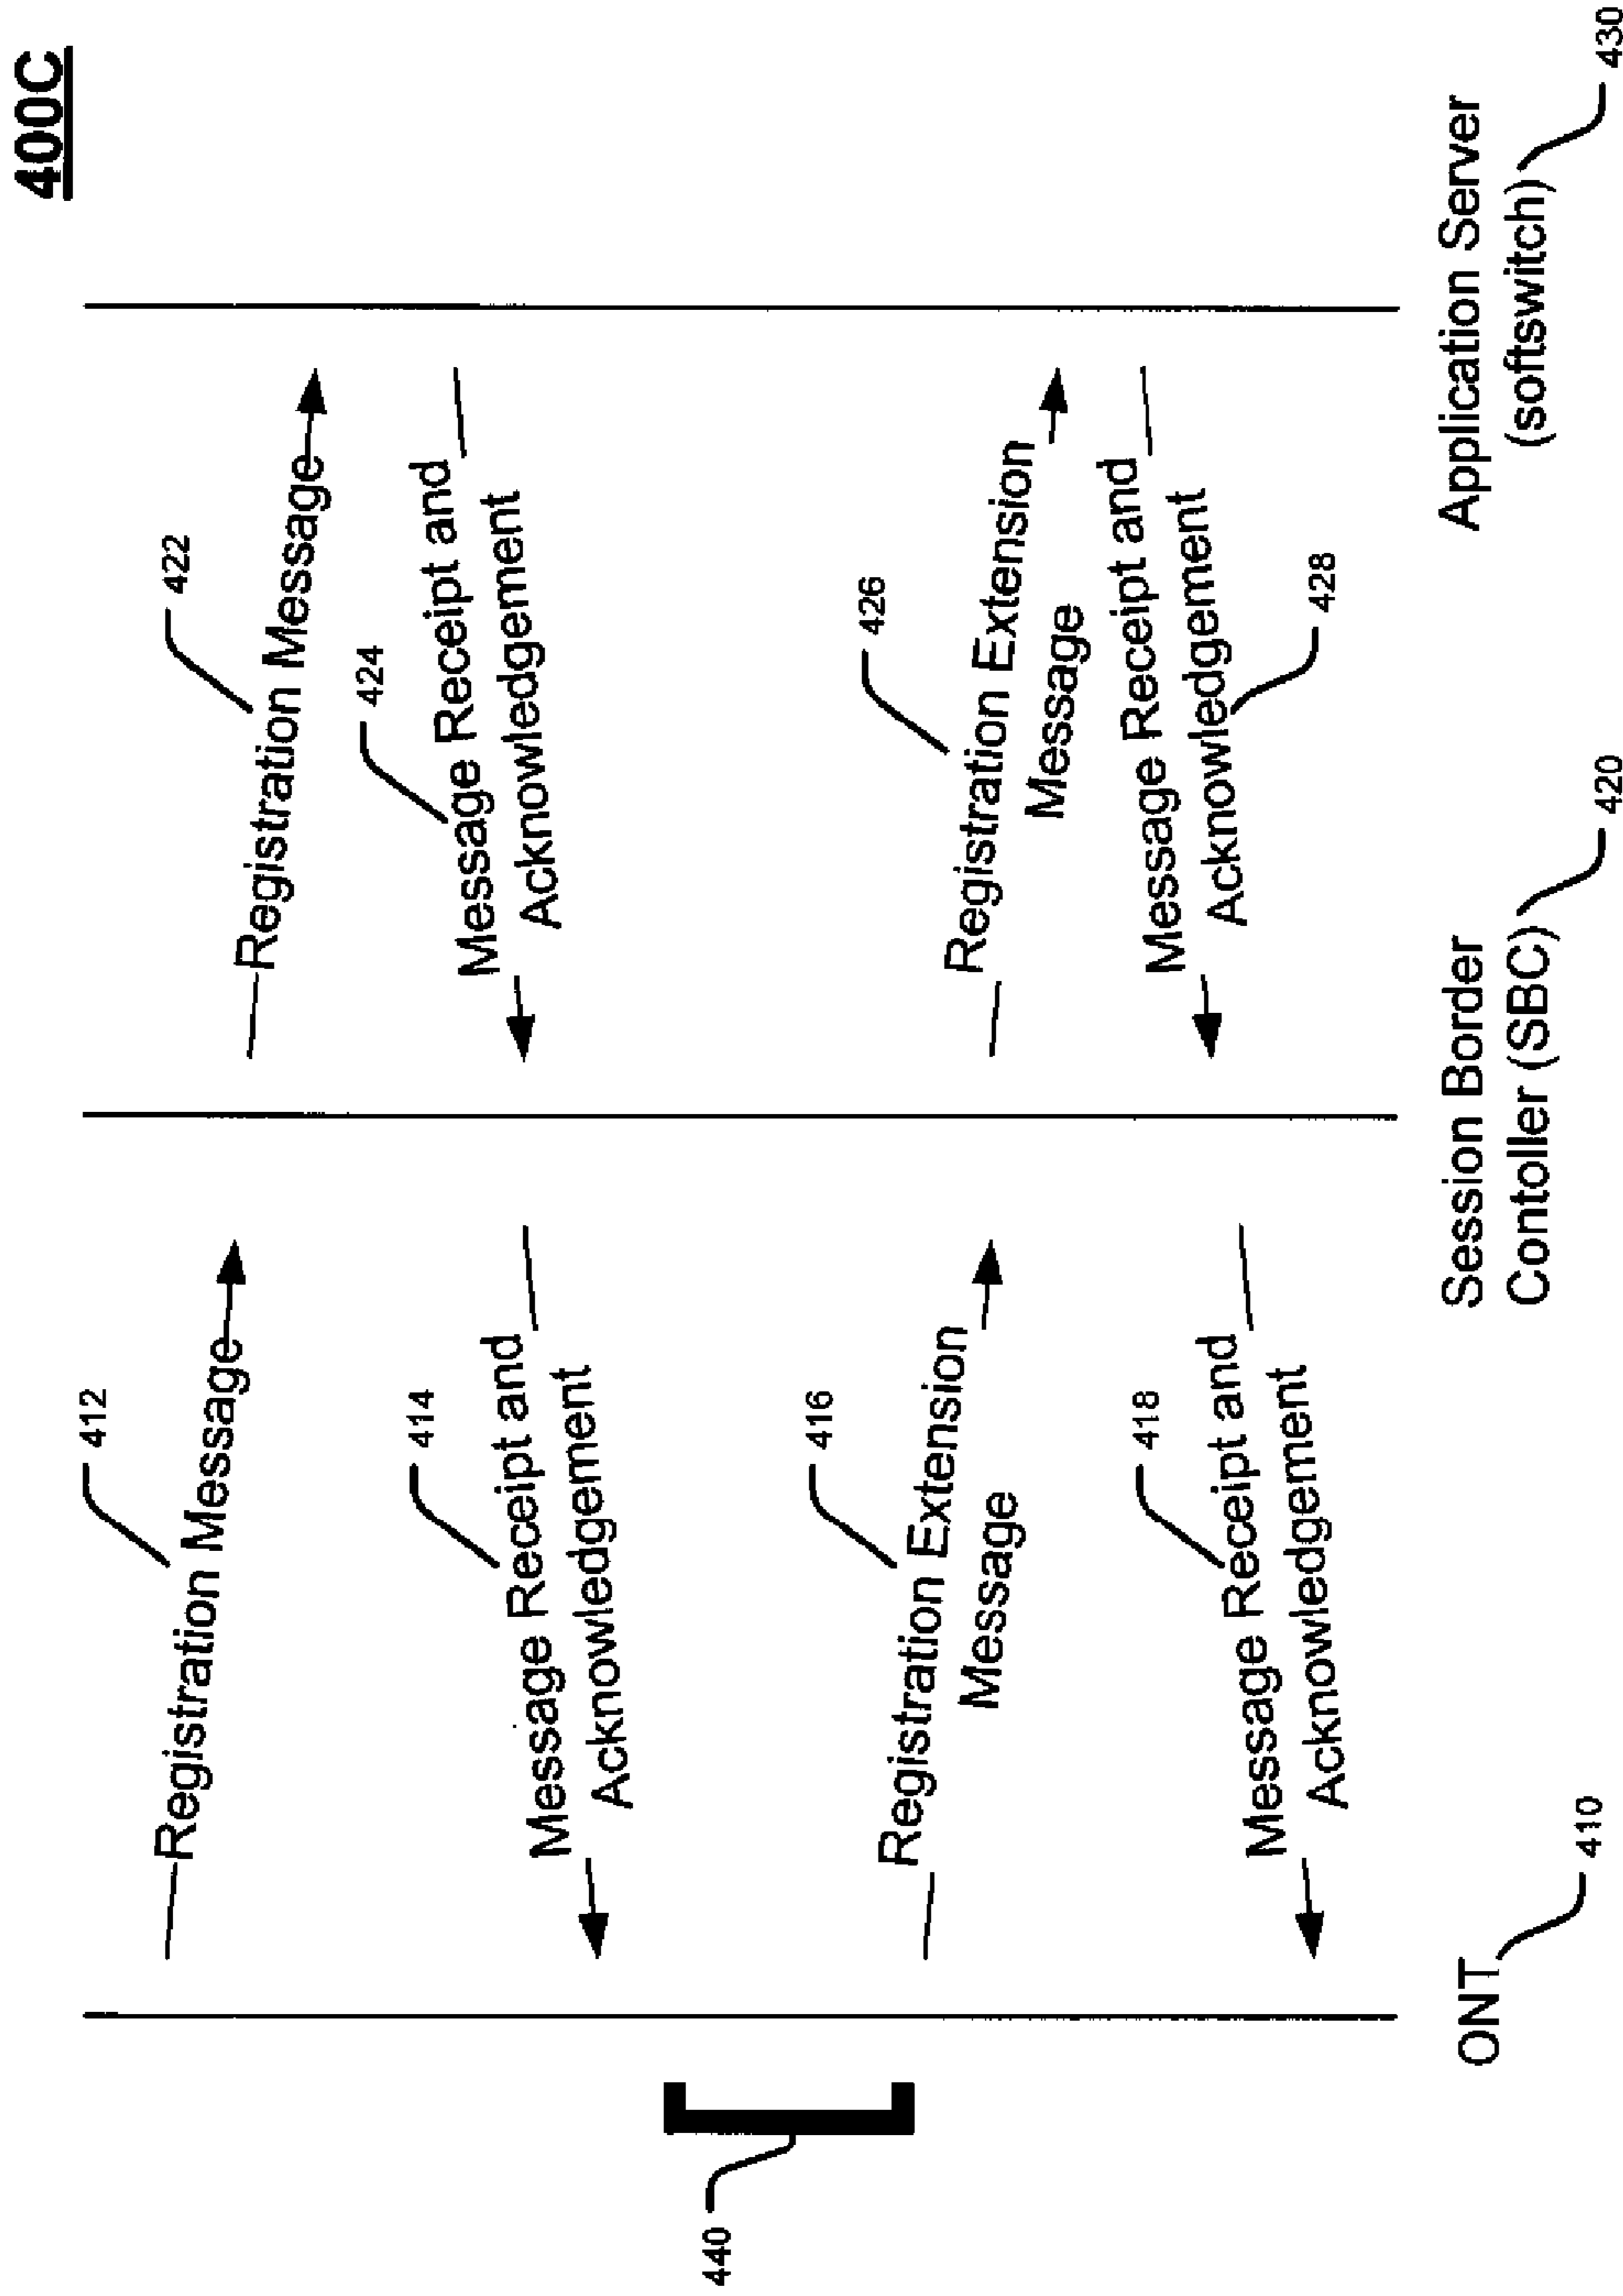 400C
412
Registration Message
422
Registration Message
414
Message Receipt and
Acknowledgement
424
Message Receipt and
Acknowledgement
440
416
Registration Extension
Message
426
Registration Extension
Message
418
Message Receipt and
Acknowledgement
Message Receipt and
Acknowledgement
428
ONT
410
Session Border
Contoller (SBC)
420
Application Server
(softswitch)
430